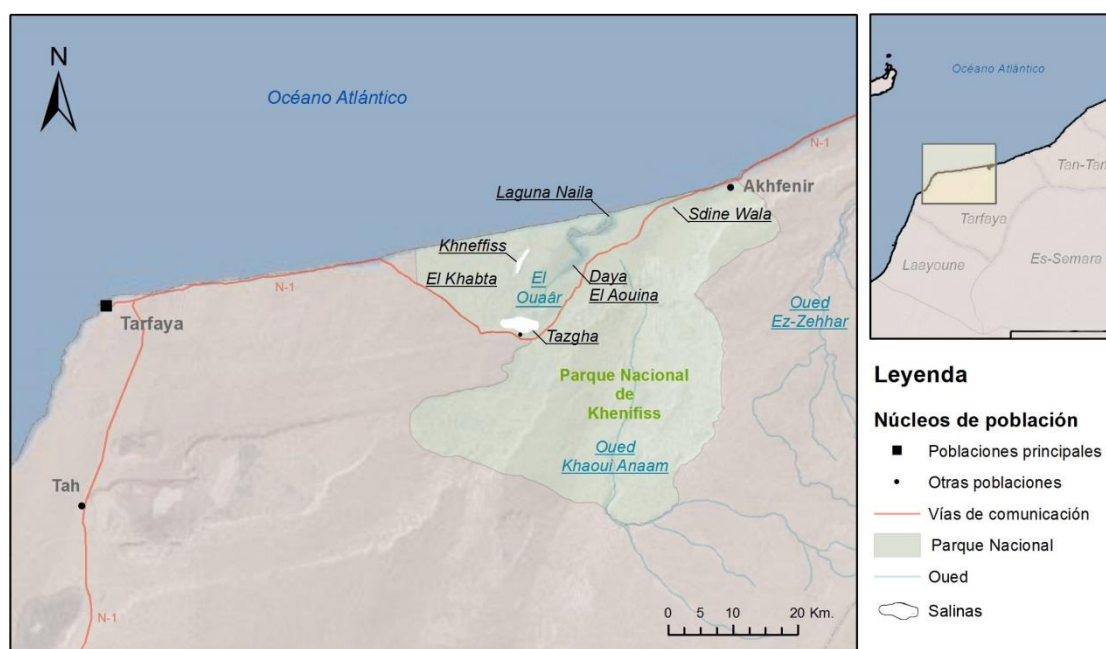 N
Océano Atlántico
N-1
Akhfenir
Laguna Naila
Sdine Wala
Khneffiss
El Khabta
El
Ouaâr
Daya
El Aouina
Oued
Ez-Zehhar
N-1
Tarfaya
Tazgha
Parque Nacional
de
Khenifiss
Oued
Khaoui Anaam
Tah
N-1
0 5 10 20 Km.
Océano Atlántico
Tan-Tan
Tarfaya
Laayoune
Es-Semara
Leyenda
Núcleos de población
Poblaciones principales
Otras poblaciones
Vías de comunicación
Parque Nacional
Oued
Salinas